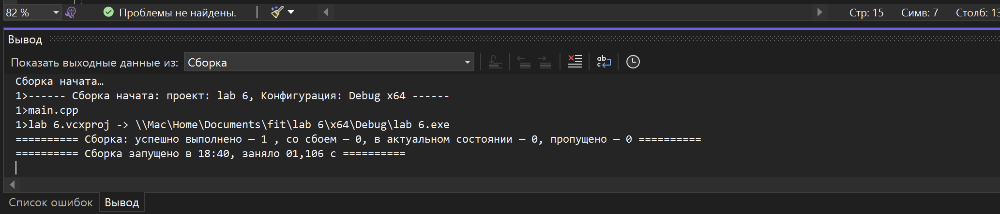 82 %
Проблемы не найдены.
Стр: 15
Симв: 7
Столб: 13
Вывод
Показать выходные данные из:
Сборка
ab
c
Сборка начата…
1>------ Сборка начата: проект: lab 6, Конфигурация: Debug x64 ------
1>main.cpp
1>lab 6.vcxproj -> \\Mac\Home\Documents\fit\lab 6\x64\Debug\lab 6.exe
========== Сборка: успешно выполнено — 1 , со сбоем — 0, в актуальном состоянии — 0, пропущено — 0 ==========
========== Сборка запущено в 18:40, заняло 01,106 с ==========
Список ошибок
Вывод